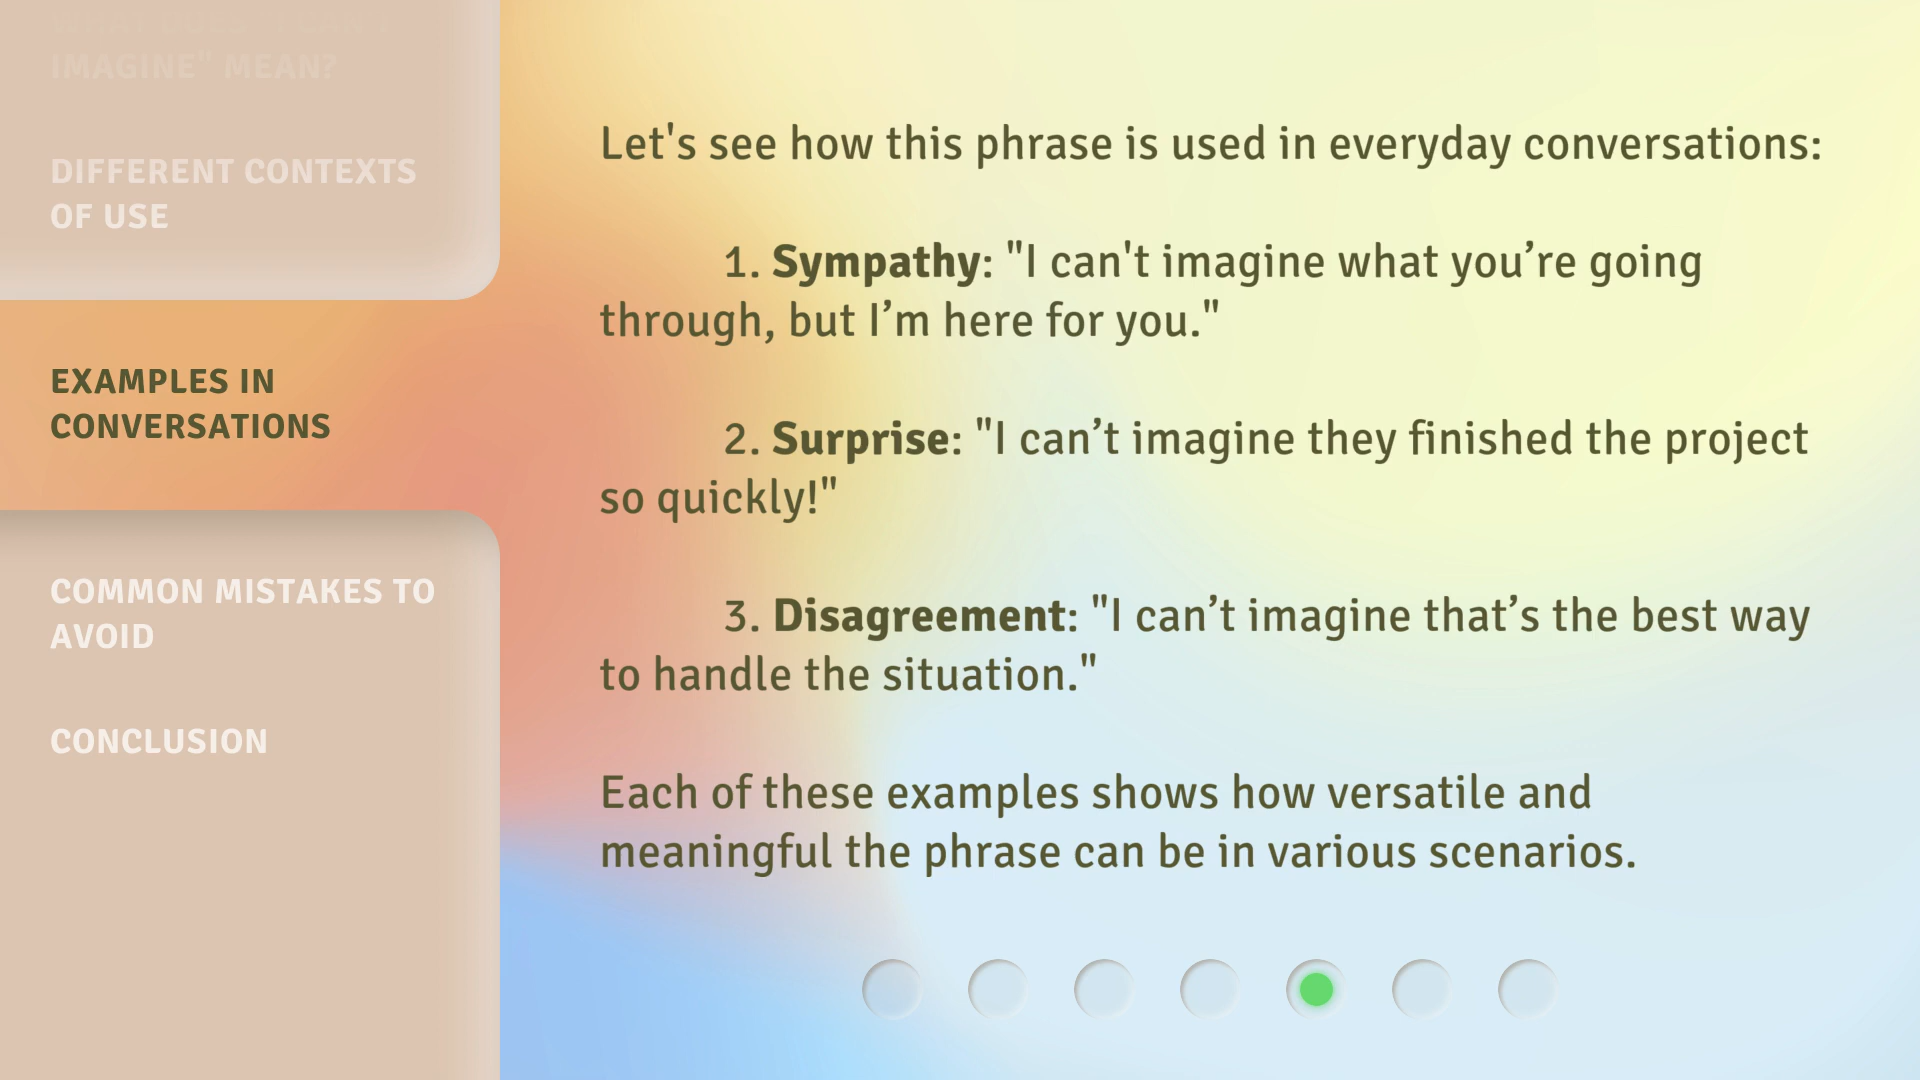 IMAGINE" MEAN?
DIFFERENT CONTEXTS
OF USE
EXAMPLES IN
CONVERSATIONS
COMMON MISTAKES TO
AVOID
CONCLUSION
Let's see how this phrase is used in everyday conversations:
1. Sympathy: "I can't imagine what you’re going
through, but I’m here for you."
2. Surprise: "I can’t imagine they finished the project
so quickly!"
3. Disagreement: "I can’t imagine that’s the best way
to handle the situation."
Each of these examples shows how versatile and
meaningful the phrase can be in various scenarios.